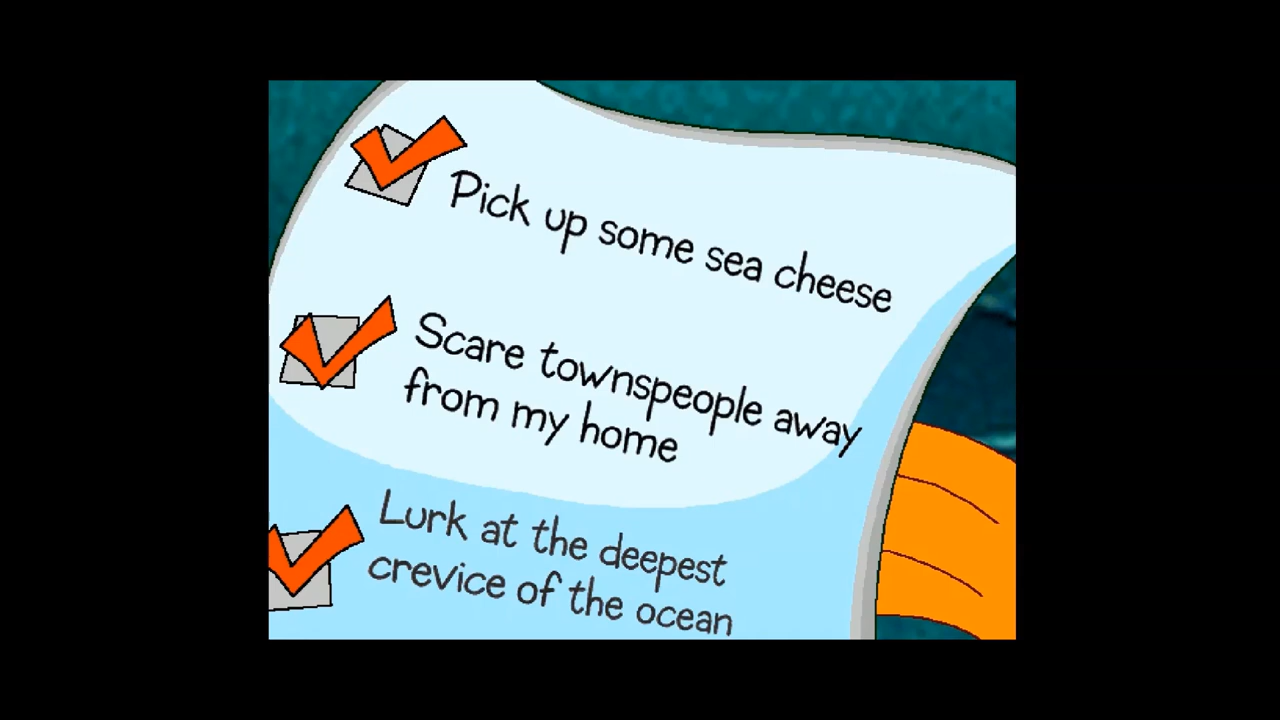 Pick up some sea cheese
Scare townspeople away
from my home
Lurk at the deepest
crevice of the ocean